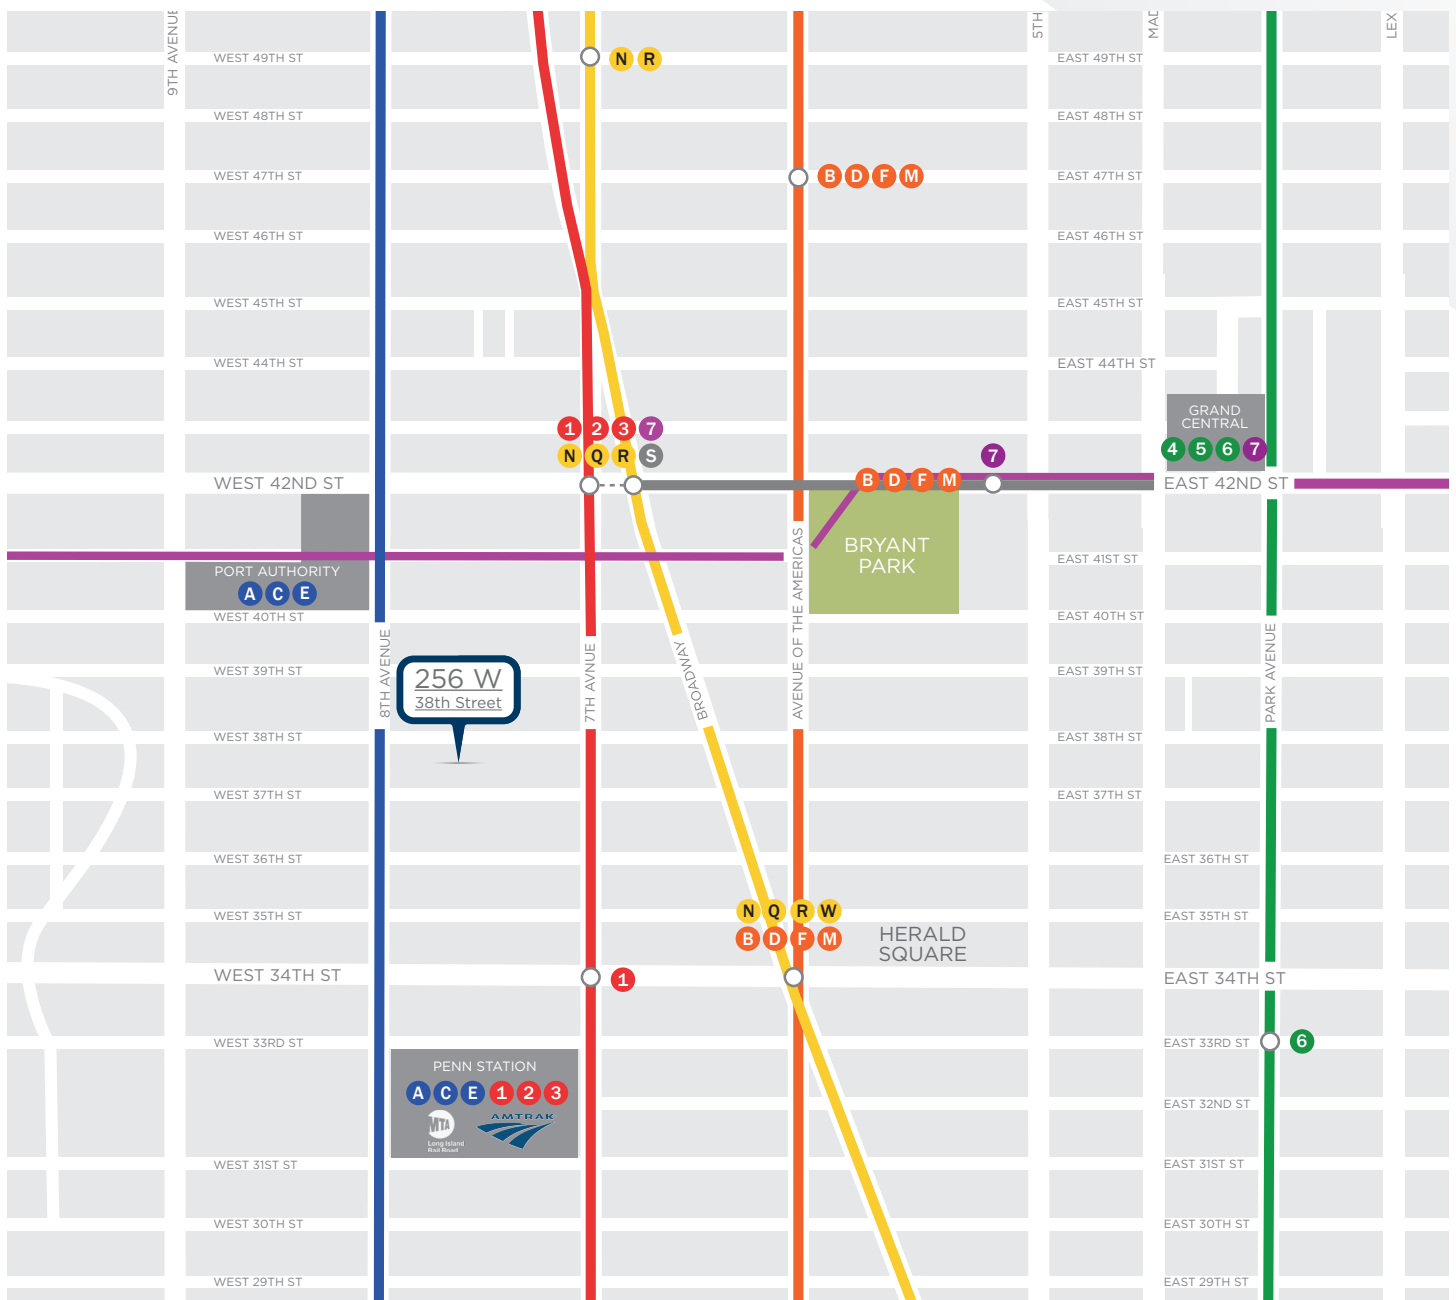 9TH AVENUE
5TH
MAD
LEX
WEST 49TH ST
N R
EAST 49TH ST
WEST 48TH ST
EAST 48TH ST
WEST 47TH ST
B D F M
EAST 47TH ST
WEST 46TH ST
EAST 46TH ST
WEST 45TH ST
EAST 45TH ST
WEST 44TH ST
EAST 44TH ST
GRAND
CENTRAL
4 5 6 7
1 2 3 7
N Q R S
7
WEST 42ND ST
B D F M
EAST 42ND ST
BRYANT
PARK
EAST 41ST ST
PORT AUTHORITY
A C E
WEST 40TH ST
EAST 40TH ST
8TH AVENUE
7TH AVNUE
BROADWAY
AVENUE OF THE AMERICAS
PARK AVENUE
WEST 39TH ST
EAST 39TH ST
256 W
38th Street
WEST 38TH ST
EAST 38TH ST
WEST 37TH ST
EAST 37TH ST
WEST 36TH ST
EAST 36TH ST
WEST 35TH ST
N Q R W
B D F M
EAST 35TH ST
HERALD
SQUARE
WEST 34TH ST
1
EAST 34TH ST
WEST 33RD ST
EAST 33RD ST
6
PENN STATION
A C E 1 2 3
MTA
Long Island
Rail Road
AMTRAK
EAST 32ND ST
WEST 31ST ST
EAST 31ST ST
WEST 30TH ST
EAST 30TH ST
WEST 29TH ST
EAST 29TH ST